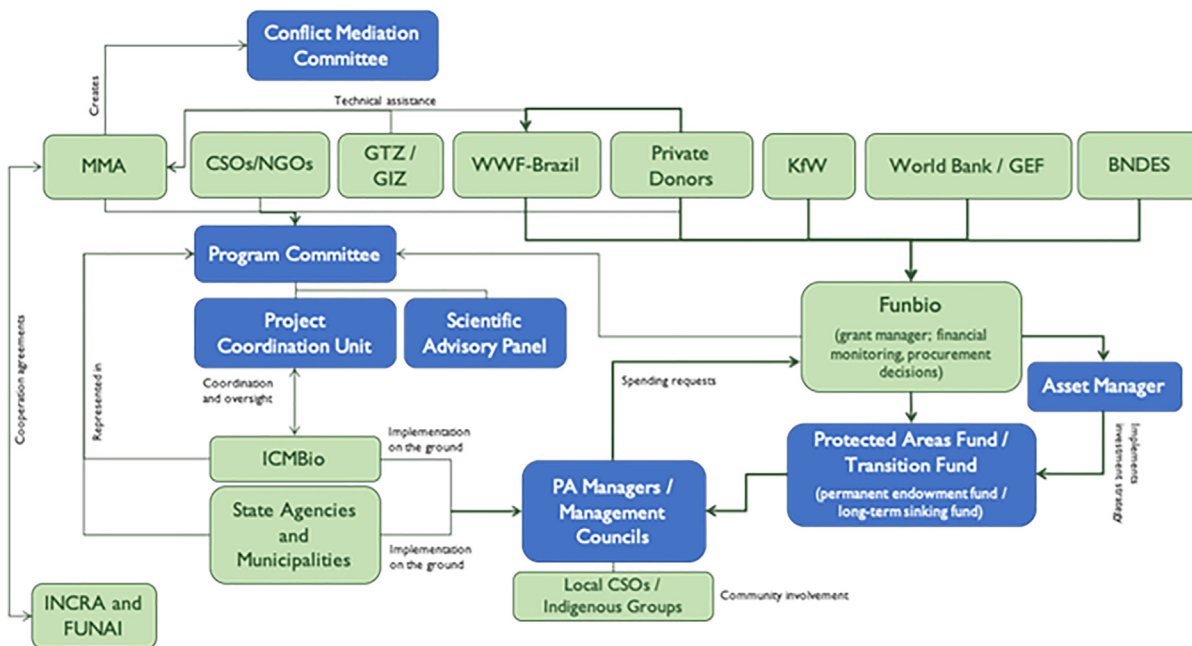 Conflict Mediation
Committee
Creates
Technical assistance
MMA
CSOs/NGOs
GTZ /
GIZ
WWF-Brazil
Private
Donors
KfW
World Bank / GEF
BNDES
Program Committee
Project
Coordination Unit
Scientific
Advisory Panel
Funbio
(grant manager; financial
monitoring, procurement
decisions)
Asset Manager
Cooperation agreements
Represented in
Coordination
and oversight
Spending requests
Implements
investment strategy
ICMBio
Implementation
on the ground
State Agencies
and
Municipalities
Implementation
on the ground
PA Managers /
Management
Councils
Protected Areas Fund /
Transition Fund
(permanent endowment fund /
long-term sinking fund)
Local CSOs /
Indigenous Groups
Community involvement
INCRA and
FUNAI